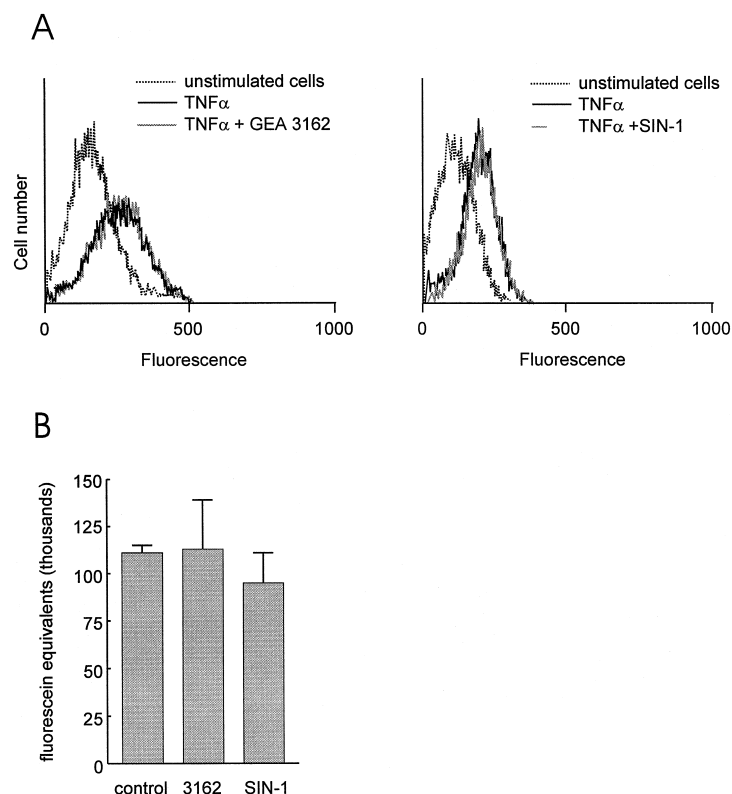 A
unstimulated cells
TNFα
TNFα + GEA 3162
Cell number
0 500 1000
Fluorescence
unstimulated cells
TNFα
TNFα +SIN-1
0 500 1000
Fluorescence
B
fluorescein equivalents (thousands)
150
125
100
75
50
25
0
control 3162 SIN-1